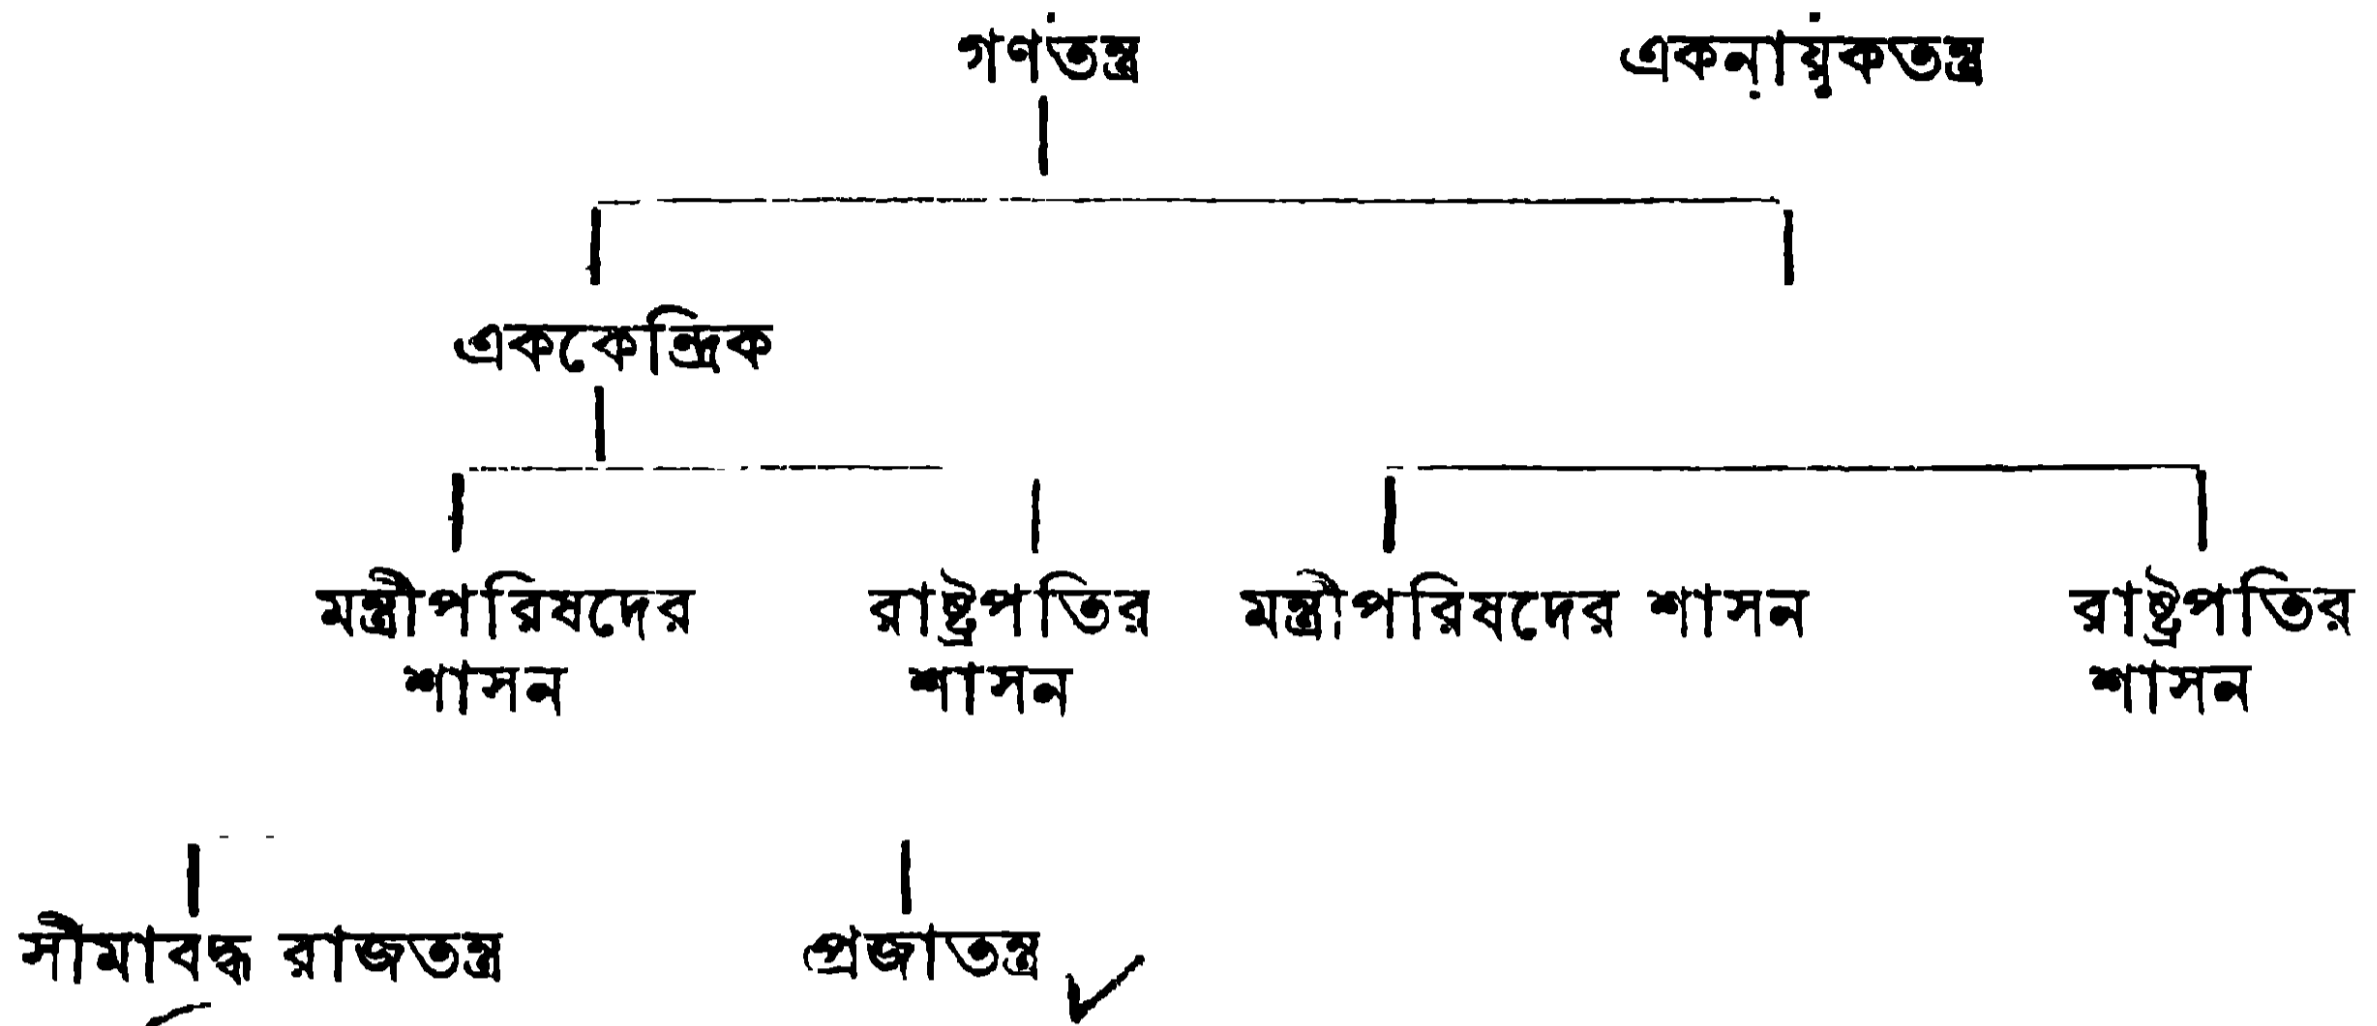 গণতন্ত্র একনায়কতন্ত্র
এককেন্দ্রিক
মন্ত্রীপরিষদের রাষ্ট্রপতির মন্ত্রীপরিষদের শাসন রাষ্ট্রপতির
শাসন শাসন শাসন
সীমাবদ্ধ রাজতন্ত্র প্রজাতন্ত্র